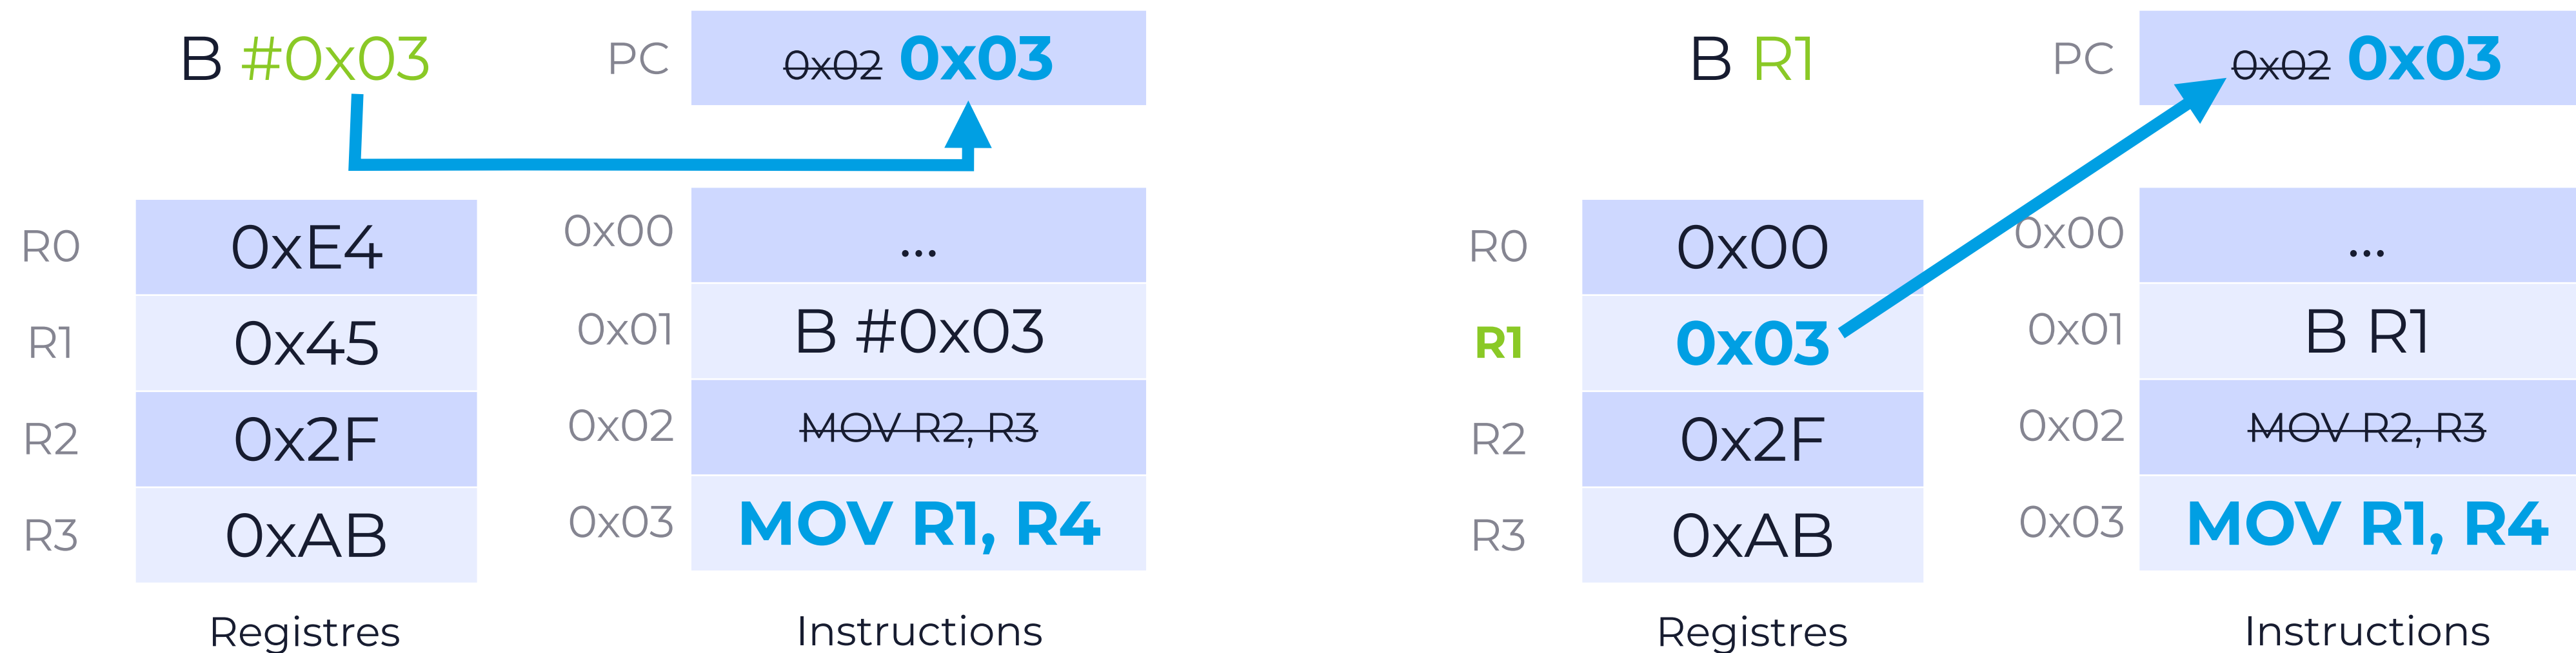 B #0x03
PC 0x02 0x03
R0 0xE4
R1 0x45
R2 0x2F
R3 0xAB
Registres
0x00 ...
0x01 B #0x03
0x02 MOV R2, R3
0x03 MOV R1, R4
Instructions
B R1
PC 0x02 0x03
R0 0x00
R1 0x03
R2 0x2F
R3 0xAB
Registres
0x00 ...
0x01 B R1
0x02 MOV R2, R3
0x03 MOV R1, R4
Instructions